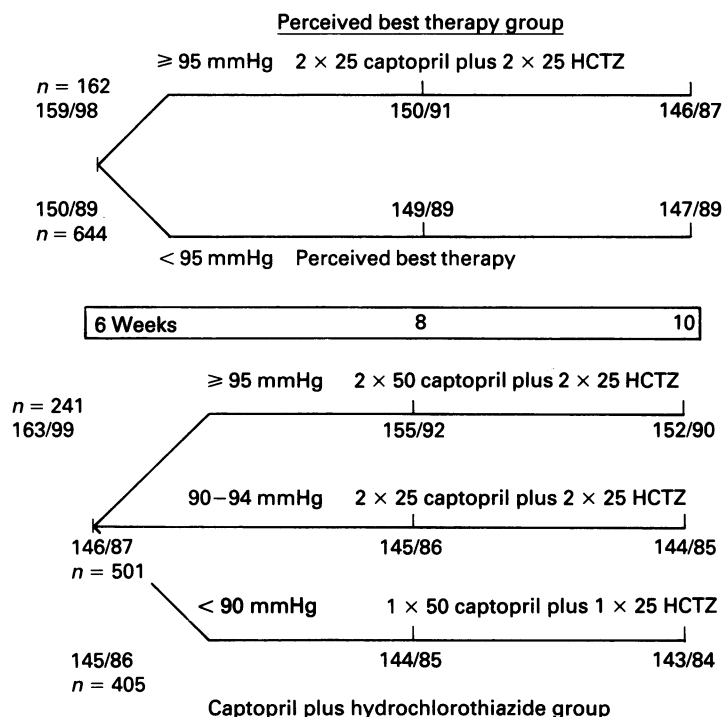 Perceived best therapy group
≥ 95 mmHg 2 × 25 captopril plus 2 × 25 HCTZ
n = 162
159/98
150/91
146/87
150/89
n = 644
149/89
147/89
< 95 mmHg Perceived best therapy
6 Weeks 8 10
≥ 95 mmHg 2 × 50 captopril plus 2 × 25 HCTZ
n = 241
163/99
155/92
152/90
90–94 mmHg 2 × 25 captopril plus 2 × 25 HCTZ
146/87
n = 501
145/86
144/85
< 90 mmHg 1 × 50 captopril plus 1 × 25 HCTZ
145/86
n = 405
144/85
143/84
Captopril plus hydrochlorothiazide group